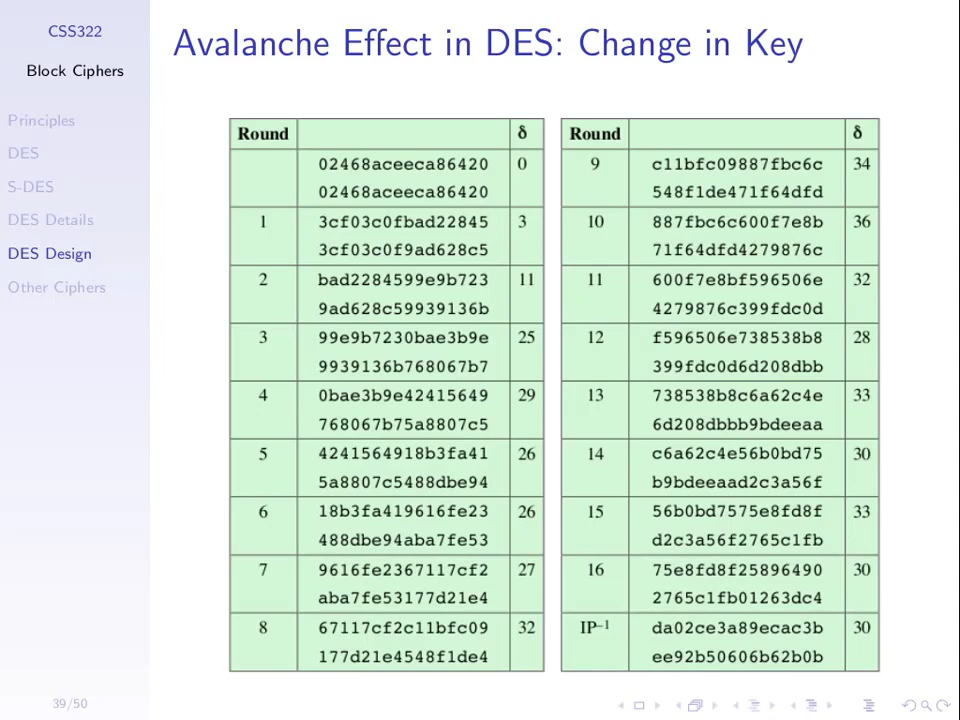 CSS322
Block Ciphers
Principles
DES
S-DES
DES Details
DES Design
Other Ciphers
39/50
Avalanche Effect in DES: Change in Key
Round δ
02468aceeca86420 0
02468aceeca86420
1 3cf03c0fbad22845 3
3cf03c0f9ad628c5
2 bad2284599e9b723 11
9ad628c59939136b
3 99e9b7230bae3b9e 25
9939136b768067b7
4 0bae3b9e42415649 29
768067b75a8807c5
5 4241564918b3fa41 26
5a8807c5488dbe94
6 18b3fa419616fe23 26
488dbe94aba7fe53
7 9616fe2367117cf2 27
aba7fe53177d21e4
8 67117cf2c11bfc09 32
177d21e4548f1de4
Round δ
9 c11bfc09887fbc6c 34
548f1de471f64dfd
10 887fbc6c600f7e8b 36
71f64dfd4279876c
11 600f7e8bf596506e 32
4279876c399fdc0d
12 f596506e738538b8 28
399fdc0d6d208dbb
13 738538b8c6a62c4e 33
6d208dbbb9bdeeaa
14 c6a62c4e56b0bd75 30
b9bdeeaad2c3a56f
15 56b0bd7575e8fd8f 33
d2c3a56f2765c1fb
16 75e8fd8f25896490 30
2765c1fb01263dc4
IP⁻¹ da02ce3a89ecac3b 30
ee92b50606b62b0b